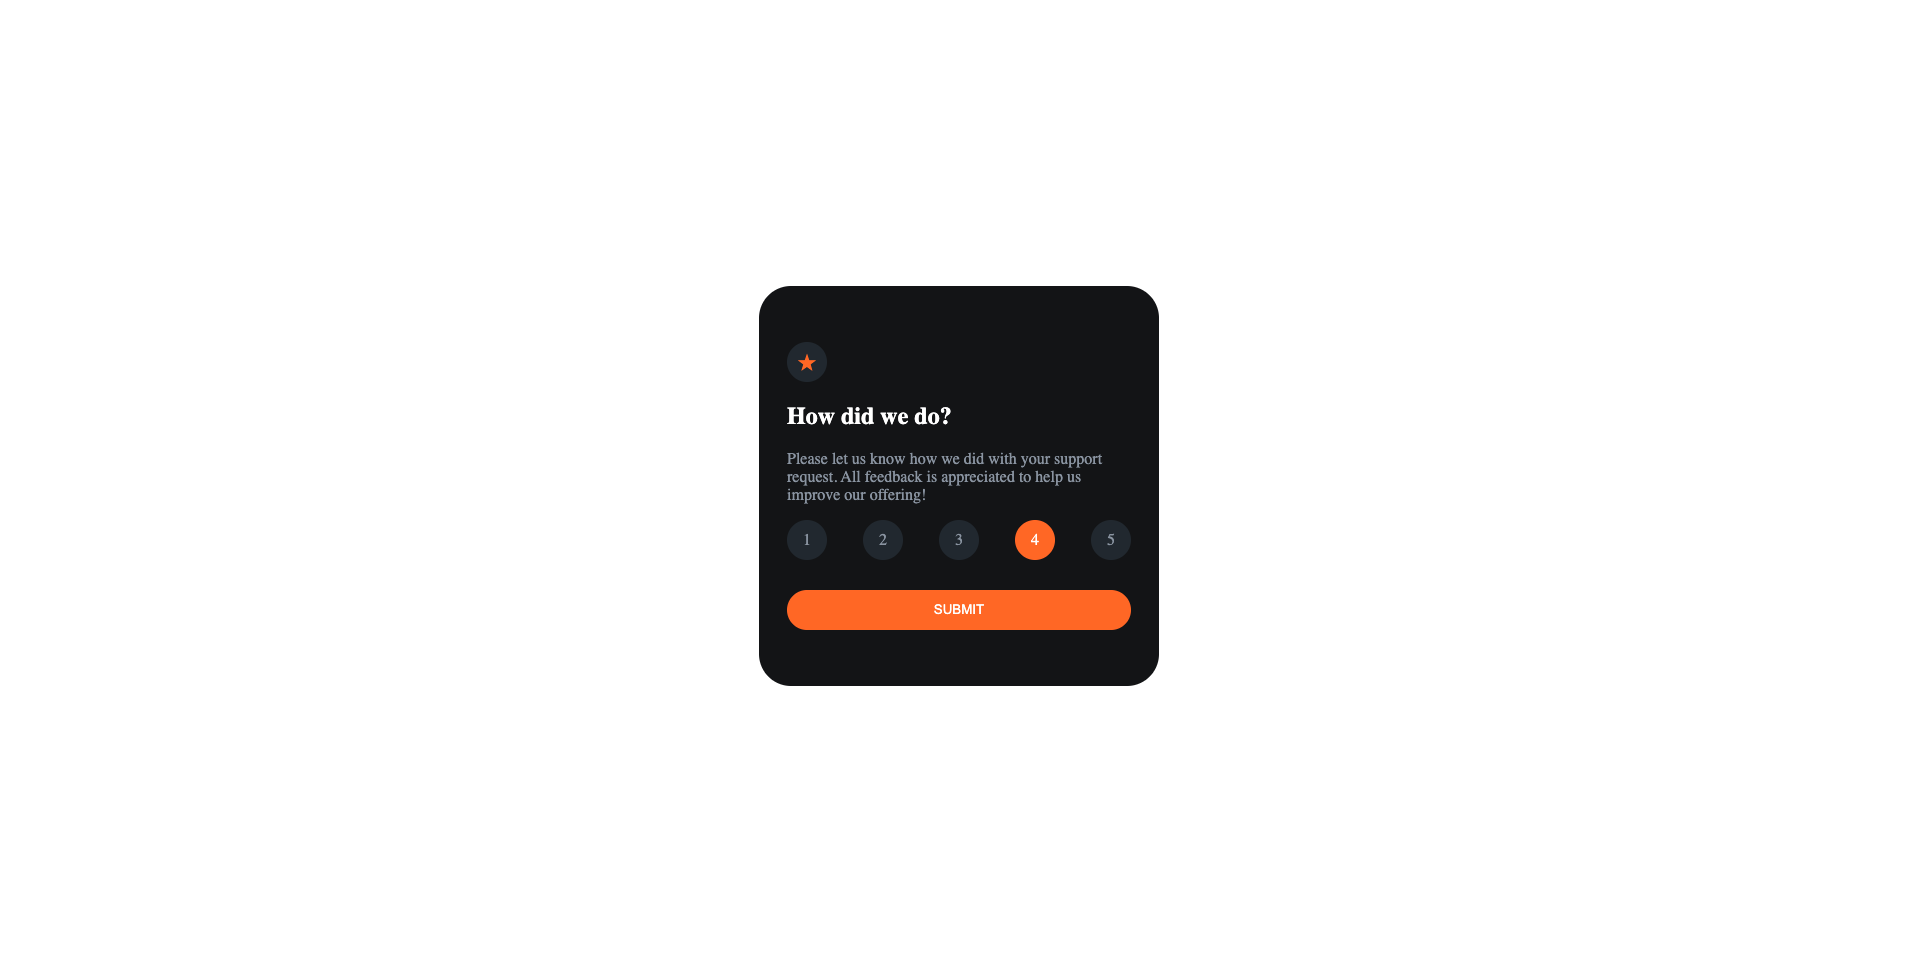 How did we do?
Please let us know how we did with your support
request. All feedback is appreciated to help us
improve our offering!
1 2 3 4 5
SUBMIT